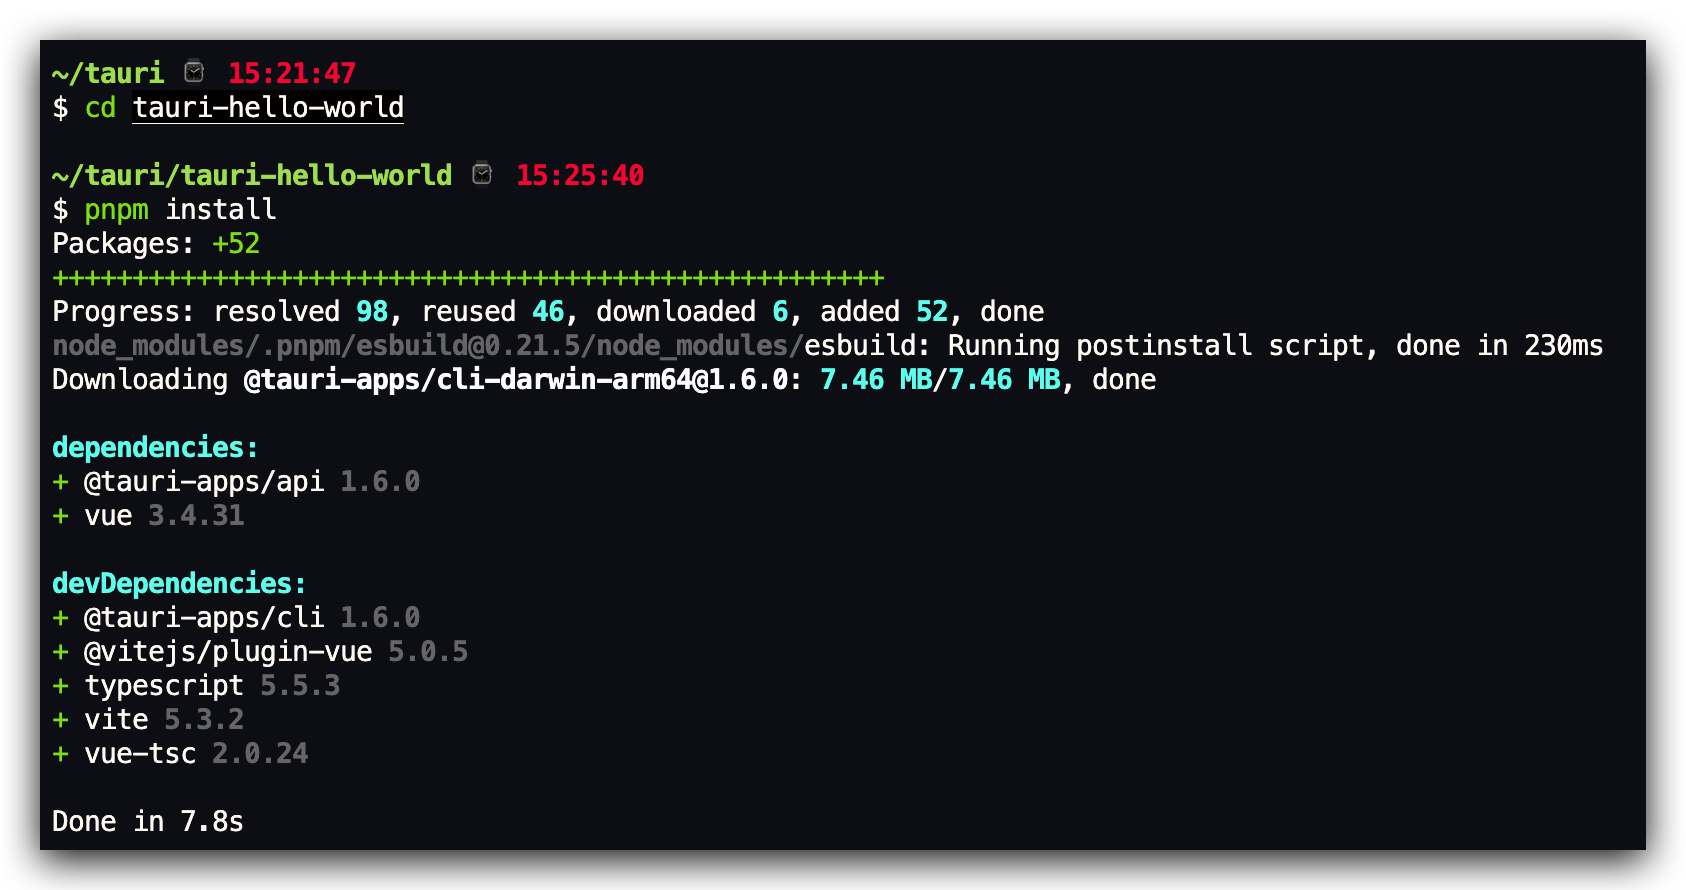 ~/tauri ⌚ 15:21:47
$ cd tauri-hello-world
~/tauri/tauri-hello-world ⌚ 15:25:40
$ pnpm install
Packages: +52
++++++++++++++++++++++++++++++++++++++++++++++++++++
Progress: resolved 98, reused 46, downloaded 6, added 52, done
node_modules/.pnpm/esbuild@0.21.5/node_modules/esbuild: Running postinstall script, done in 230ms
Downloading @tauri-apps/cli-darwin-arm64@1.6.0: 7.46 MB/7.46 MB, done
dependencies:
+ @tauri-apps/api 1.6.0
+ vue 3.4.31
devDependencies:
+ @tauri-apps/cli 1.6.0
+ @vitejs/plugin-vue 5.0.5
+ typescript 5.5.3
+ vite 5.3.2
+ vue-tsc 2.0.24
Done in 7.8s